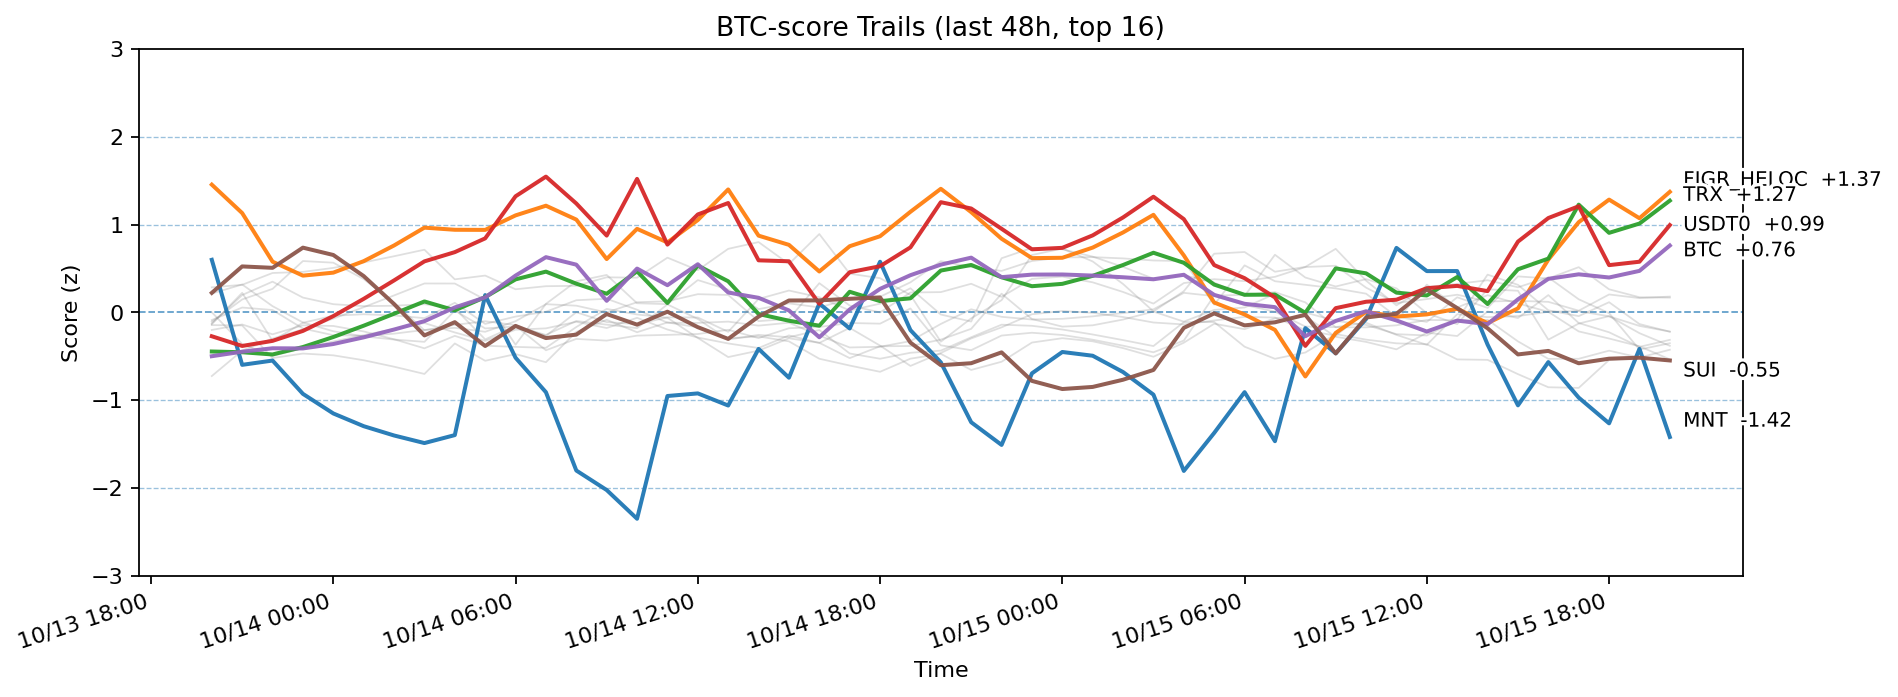 BTC-score Trails (last 48h, top 16)
Score (z)
3
2
1
0
−1
−2
−3
FIGR_HELOC +1.37
TRX +1.27
USDT0 +0.99
BTC +0.76
SUI -0.55
MNT -1.42
10/13 18:00
10/14 00:00
10/14 06:00
10/14 12:00
10/14 18:00
10/15 00:00
10/15 06:00
10/15 12:00
10/15 18:00
Time